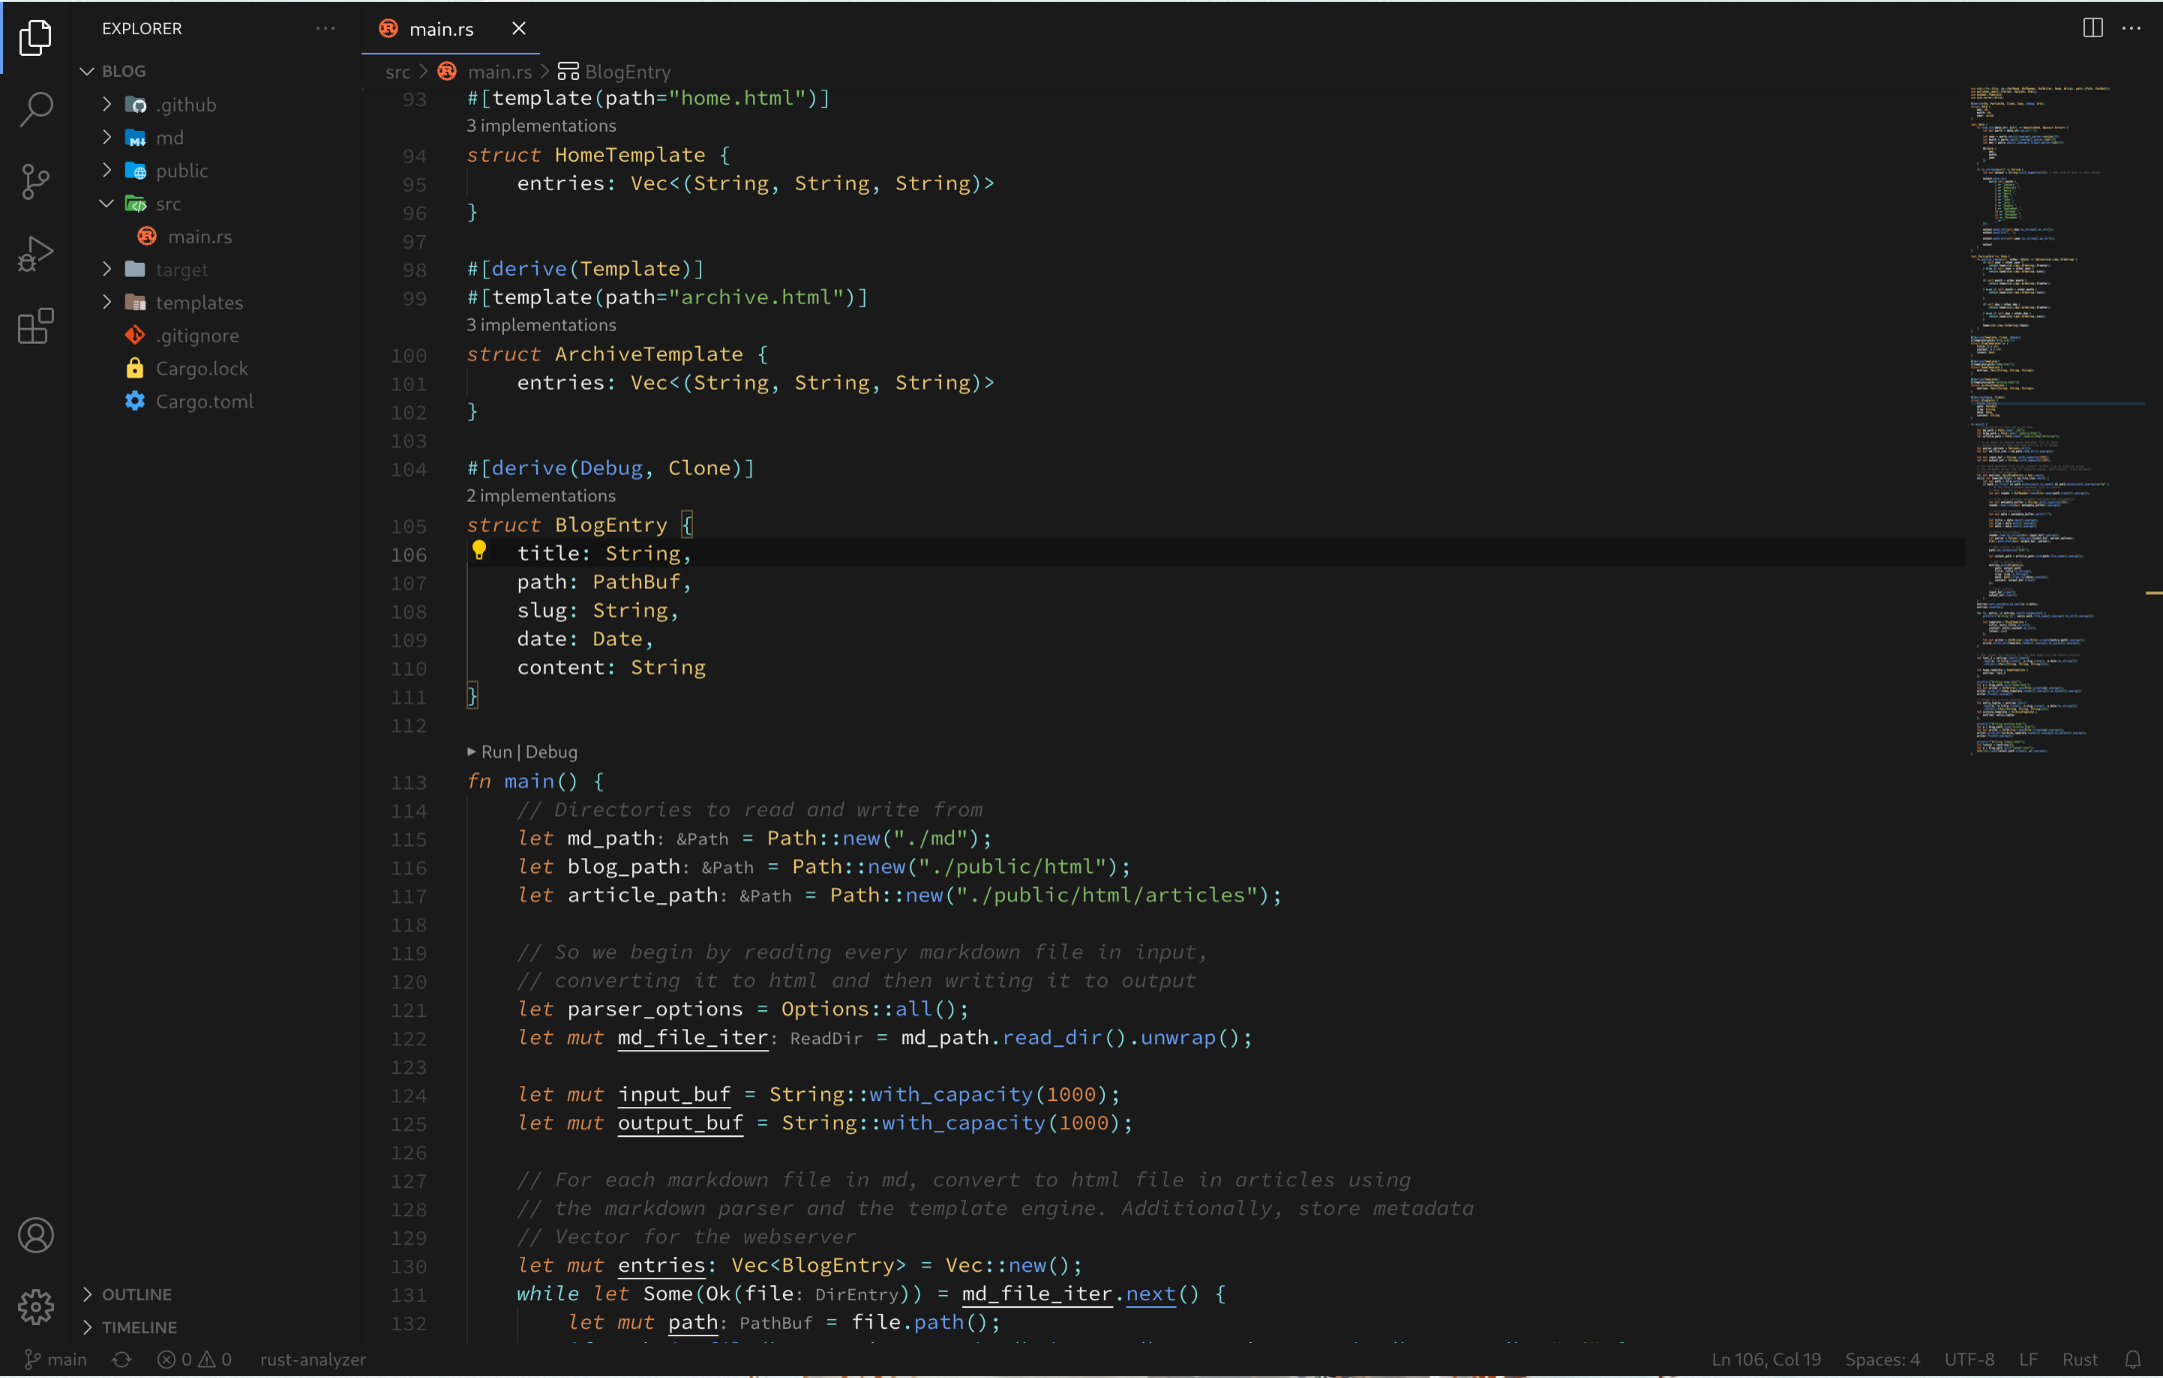 EXPLORER
BLOG
.github
md
public
src
main.rs
target
templates
.gitignore
Cargo.lock
Cargo.toml
OUTLINE
TIMELINE
main.rs
src > main.rs > BlogEntry
93 #[template(path="home.html")]
3 implementations
94 struct HomeTemplate {
95     entries: Vec<(String, String, String)>
96 }
97
98 #[derive(Template)]
99 #[template(path="archive.html")]
3 implementations
100 struct ArchiveTemplate {
101     entries: Vec<(String, String, String)>
102 }
103
104 #[derive(Debug, Clone)]
2 implementations
105 struct BlogEntry {
106     title: String,
107     path: PathBuf,
108     slug: String,
109     date: Date,
110     content: String
111 }
112
Run | Debug
113 fn main() {
114     // Directories to read and write from
115     let md_path: &Path = Path::new("./md");
116     let blog_path: &Path = Path::new("./public/html");
117     let article_path: &Path = Path::new("./public/html/articles");
118
119     // So we begin by reading every markdown file in input,
120     // converting it to html and then writing it to output
121     let parser_options = Options::all();
122     let mut md_file_iter: ReadDir = md_path.read_dir().unwrap();
123
124     let mut input_buf = String::with_capacity(1000);
125     let mut output_buf = String::with_capacity(1000);
126
127     // For each markdown file in md, convert to html file in articles using
128     // the markdown parser and the template engine. Additionally, store metadata
129     // Vector for the webserver
130     let mut entries: Vec<BlogEntry> = Vec::new();
131     while let Some(Ok(file: DirEntry)) = md_file_iter.next() {
132         let mut path: PathBuf = file.path();
main 0 0 rust-analyzer Ln 106, Col 19 Spaces: 4 UTF-8 LF Rust